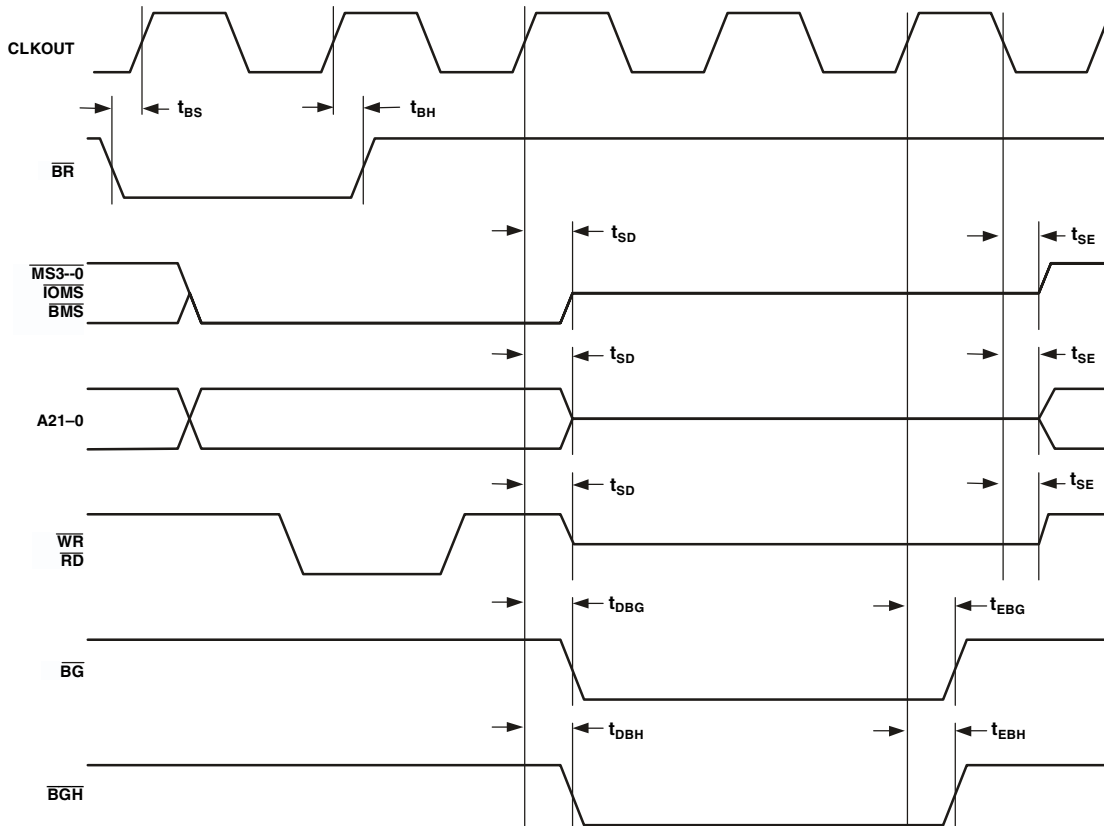 CLKOUT
tBS
tBH
BR
tSD
tSE
MS3--0
IOMS
BMS
tSD
tSE
A21–0
tSD
tSE
WR
RD
tDBG
tEBG
BG
tDBH
tEBH
BGH